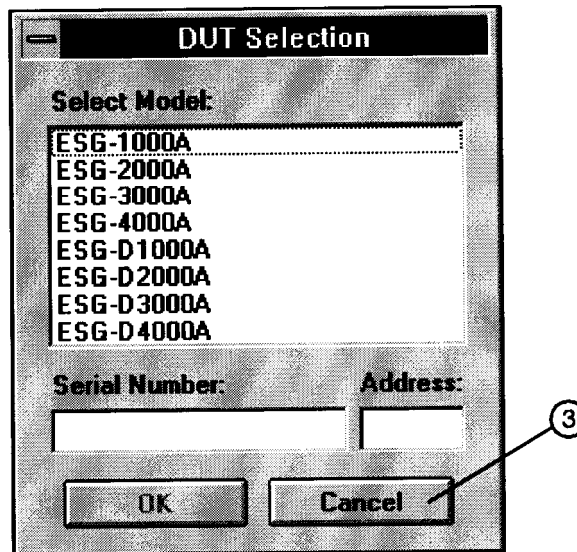 DUT Selection
Select Model:
ESG-1000A
ESG-2000A
ESG-3000A
ESG-4000A
ESG-D1000A
ESG-D2000A
ESG-D3000A
ESG-D4000A
Serial Number: Address:
3
OK Cancel